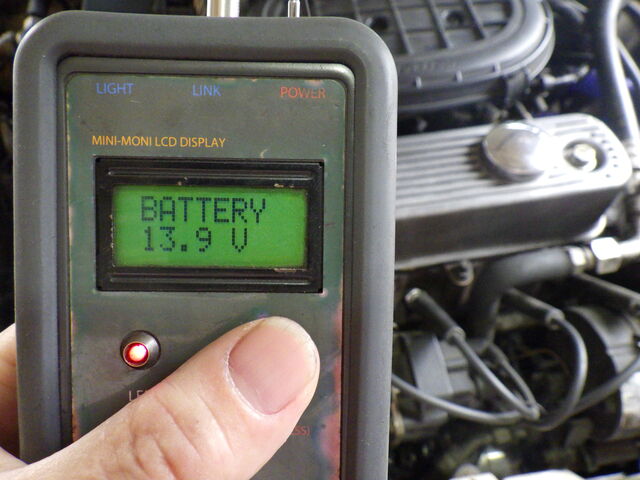 LIGHT LINK POWER
MINI-MONI LCD DISPLAY
BATTERY
13.9 V